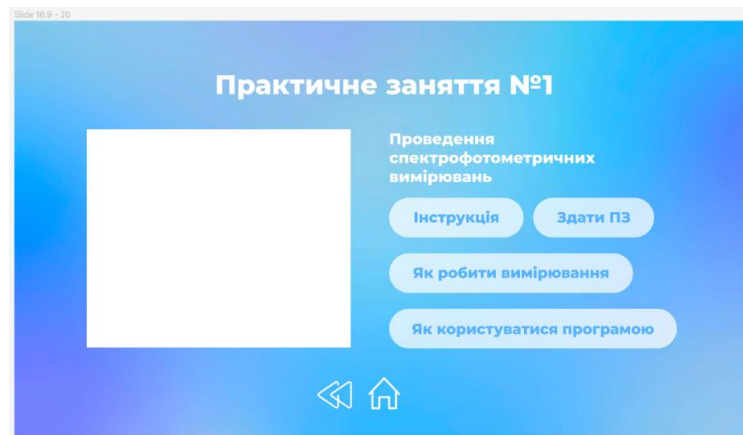 Slide 16:9 - 20
Практичне заняття №1
Проведення
спектрофотометричних
вимірювань
Інструкція
Здати ПЗ
Як робити вимірювання
Як користуватися програмою